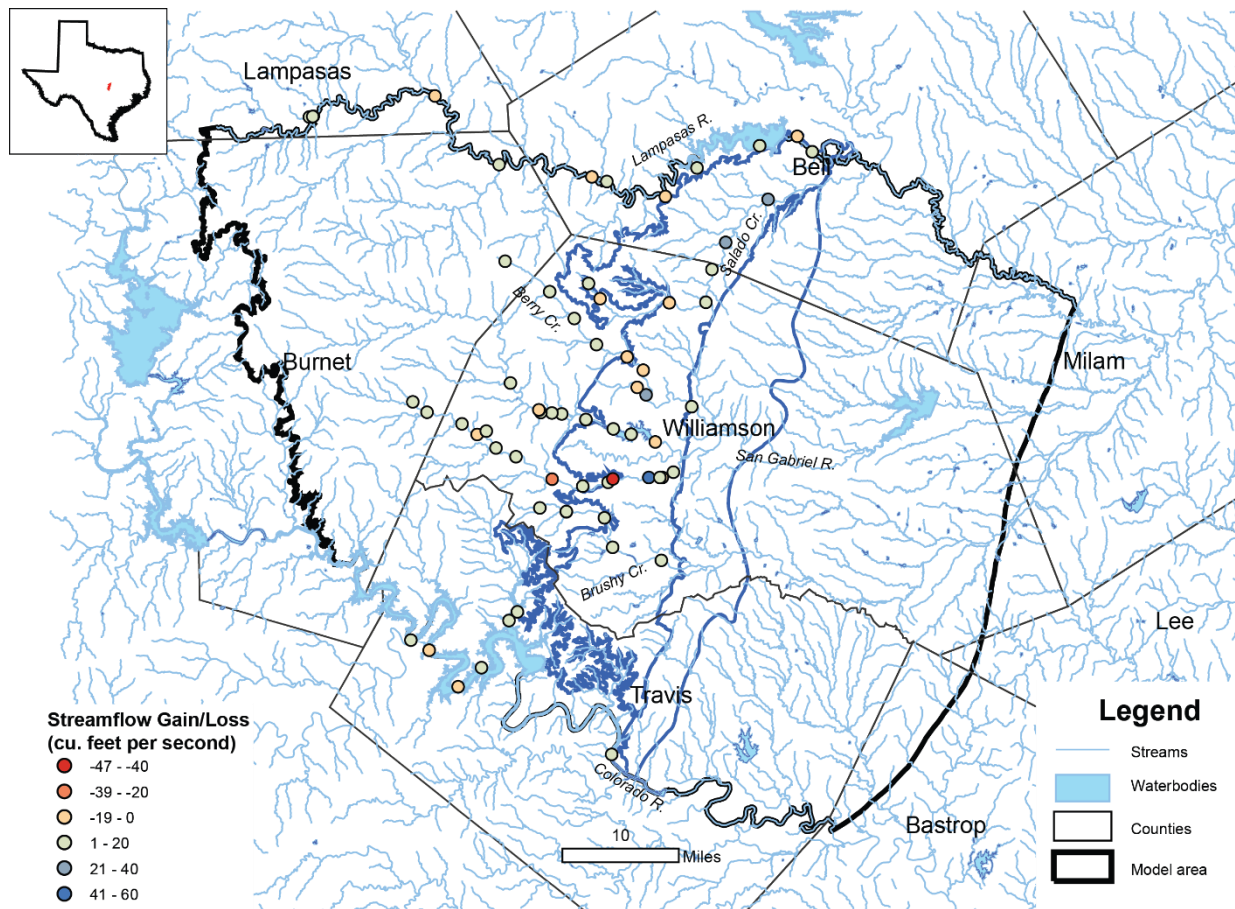 Lampasas
Lampasas R.
Bell
Salado Cr.
Berry Cr.
Burnet
Milam
Williamson
San Gabriel R.
Brushy Cr.
Lee
Travis
Colorado R.
Bastrop
10
Miles
Streamflow Gain/Loss
(cu. feet per second)
-47 - -40
-39 - -20
-19 - 0
1 - 20
21 - 40
41 - 60
Legend
Streams
Waterbodies
Counties
Model area